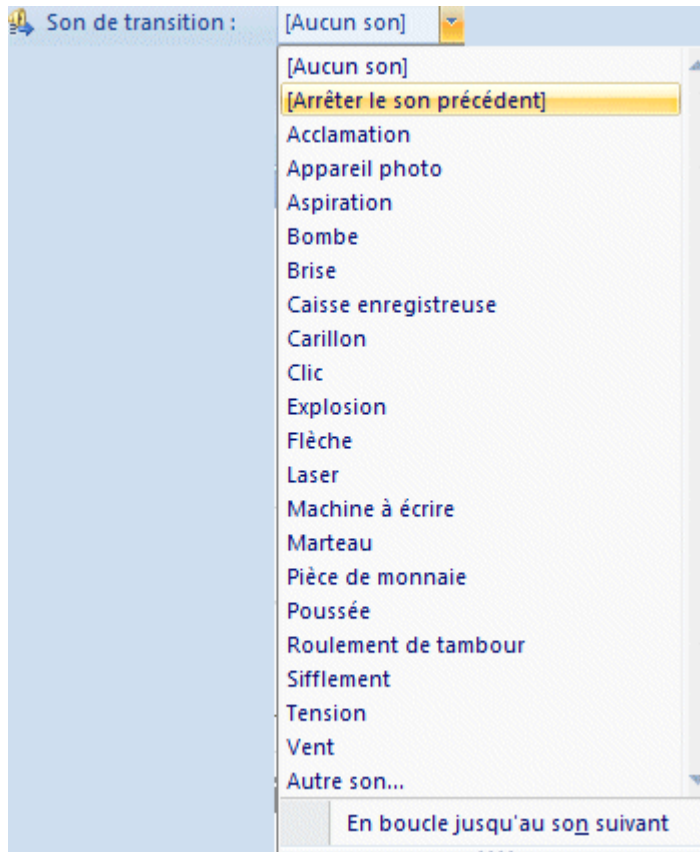 Son de transition : [Aucun son]
[Aucun son]
[Arrêter le son précédent]
Acclamation
Appareil photo
Aspiration
Bombe
Brise
Caisse enregistreuse
Carillon
Clic
Explosion
Flèche
Laser
Machine à écrire
Marteau
Pièce de monnaie
Poussée
Roulement de tambour
Sifflement
Tension
Vent
Autre son...
En boucle jusqu'au son suivant